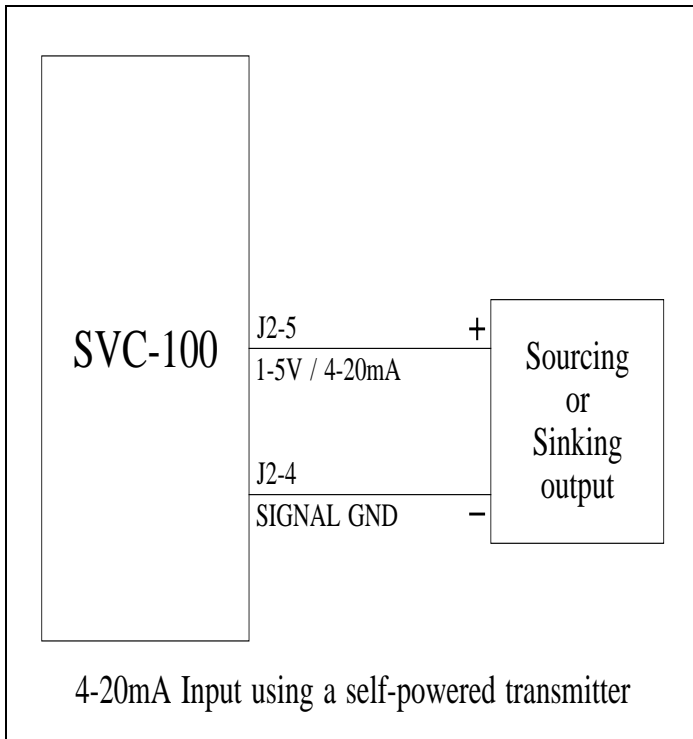 SVC-100
J2-5
+
1-5V / 4-20mA
J2-4
SIGNAL GND
−
Sourcing
or
Sinking
output
4-20mA Input using a self-powered transmitter